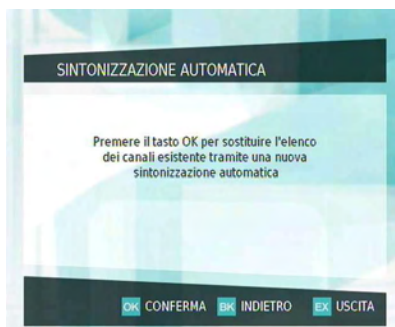 SINTONIZZAZIONE AUTOMATICA
Premere il tasto OK per sostituire l'elenco
dei canali esistente tramite una nuova
sintonizzazione automatica
OK CONFERMA BK INDIETRO EX USCITA